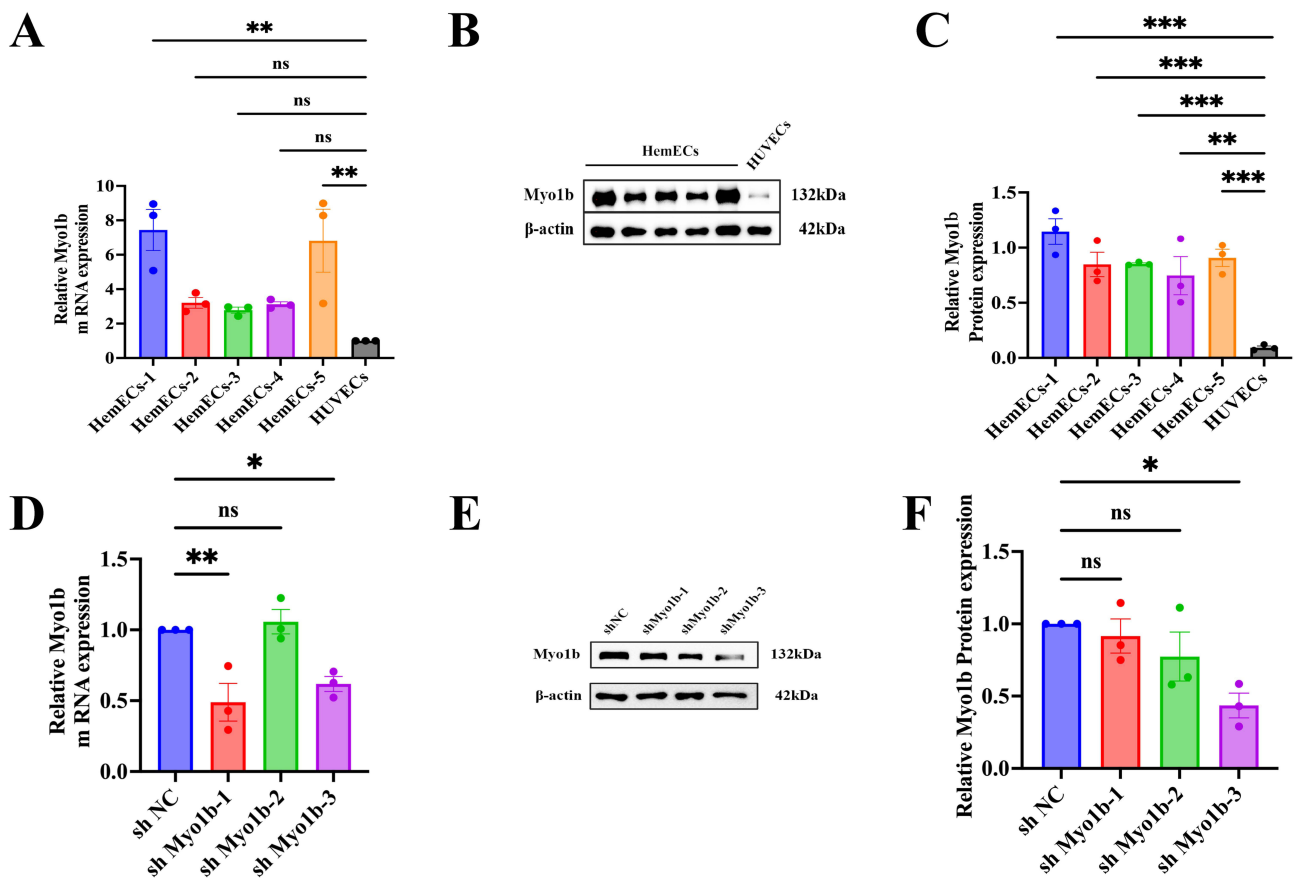 A
**
ns
ns
ns
**
Relative Myo1b
m RNA expression
10
8
6
4
2
0
HemECs-1
HemECs-2
HemECs-3
HemECs-4
HemECs-5
HUVECs
B
HemECs
HUVECs
Myo1b
132kDa
β-actin
42kDa
C
***
***
***
**
***
Relative Myo1b
Protein expression
1.5
1.0
0.5
0.0
HemECs-1
HemECs-2
HemECs-3
HemECs-4
HemECs-5
HUVECs
D
*
ns
**
Relative Myo1b
m RNA expression
1.5
1.0
0.5
0.0
sh NC
sh Myo1b-1
sh Myo1b-2
sh Myo1b-3
E
shNC
shMyo1b-1
shMyo1b-2
shMyo1b-3
Myo1b
132kDa
β-actin
42kDa
F
*
ns
ns
Relative Myo1b Protein expression
1.5
1.0
0.5
0.0
sh NC
sh Myo1b-1
sh Myo1b-2
sh Myo1b-3